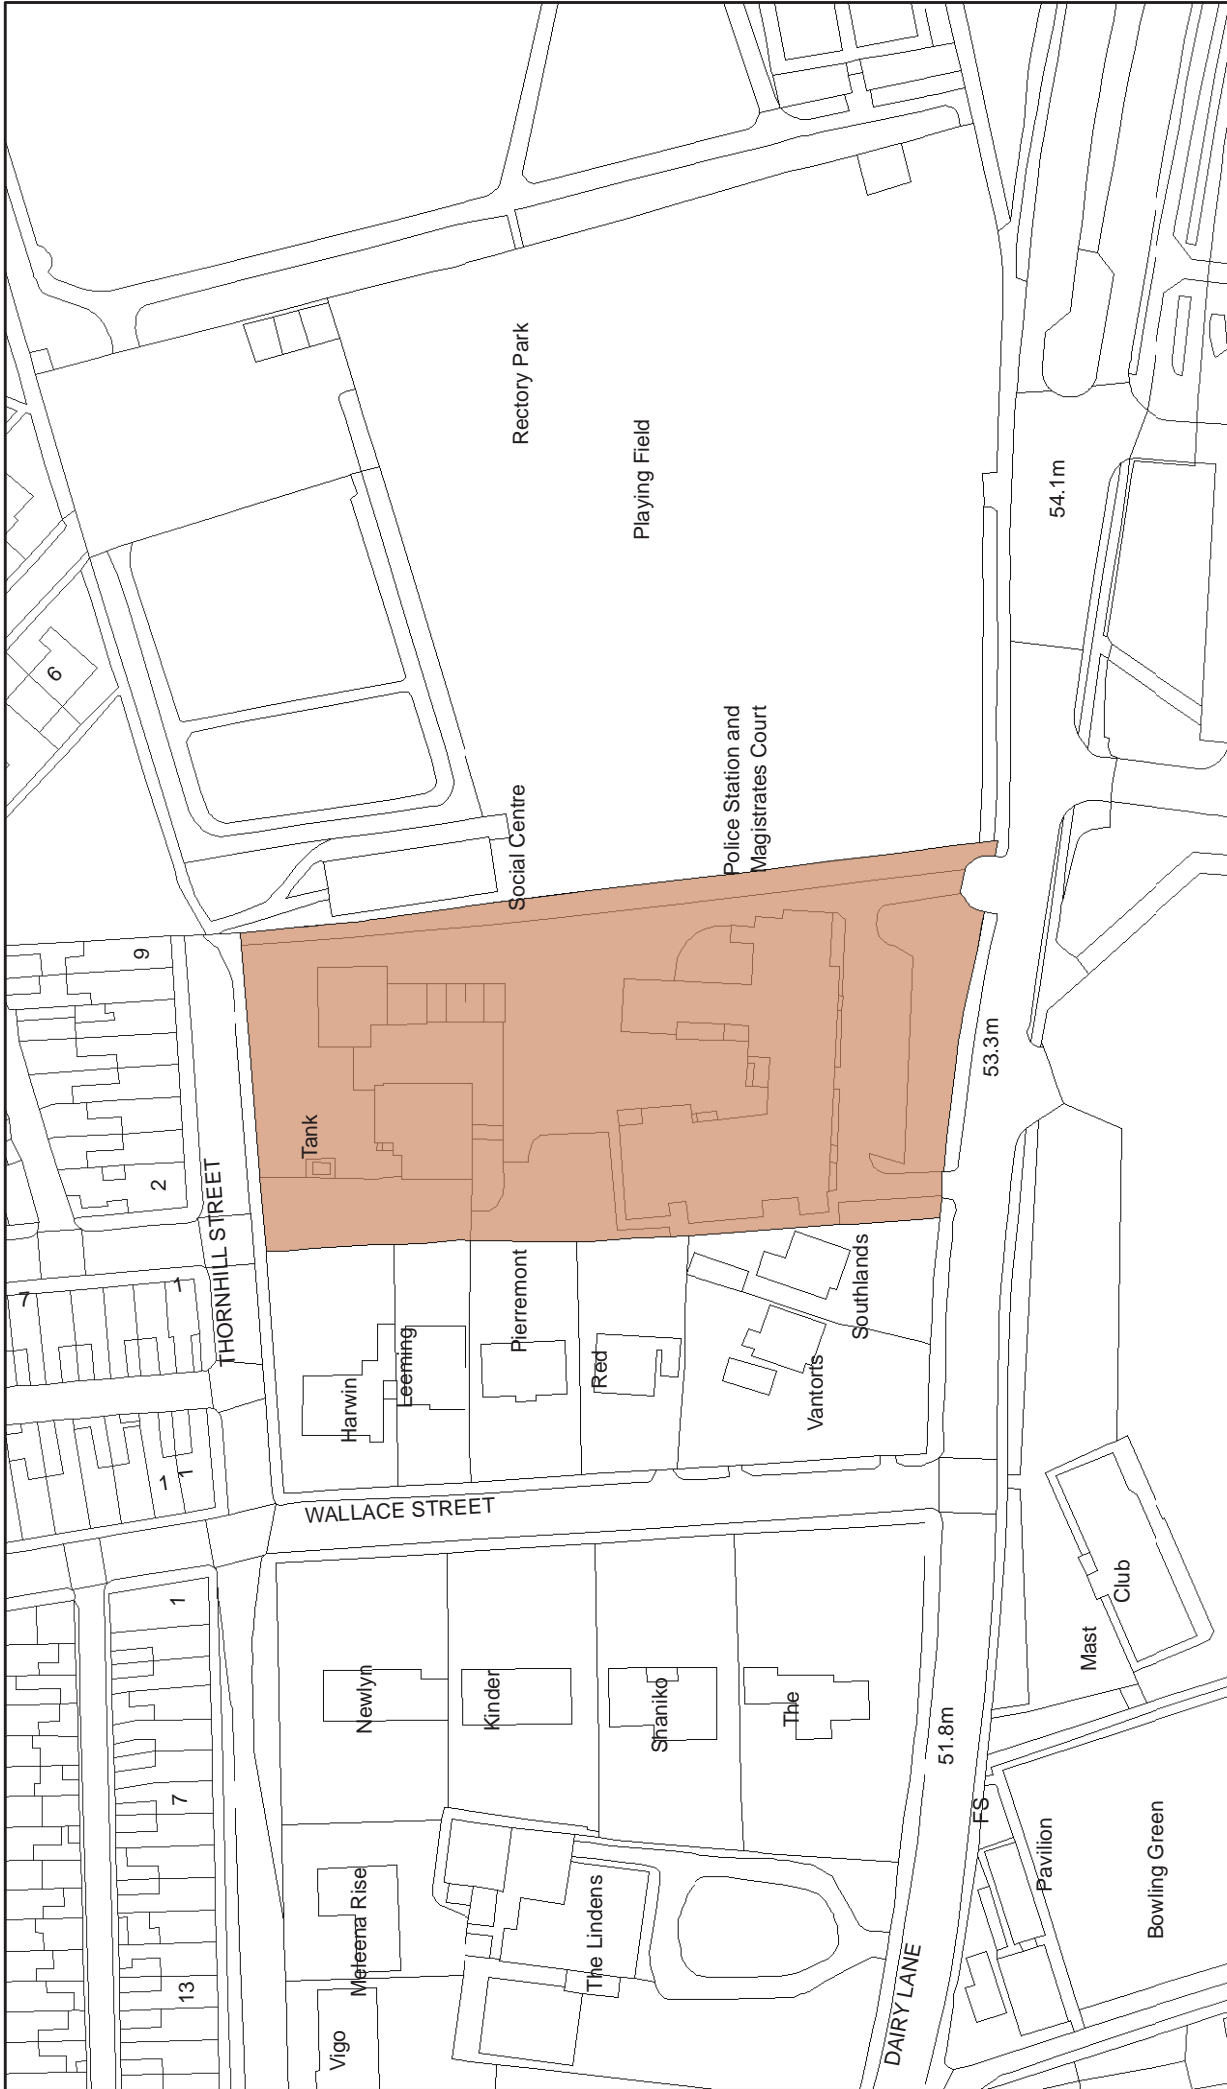 Rectory Park
Playing Field
54.1m
6
Social Centre
Police Station and
Magistrates Court
9
2
Tank
53.3m
THORNHILL STREET
7
1
Harwin
Leeming
Pierremont
Red
Southlands
Vantorts
1
1
WALLACE STREET
1
7
13
Newlyn
Kinder
Shaniko
The
51.8m
Mast
Club
FS
Pavilion
Bowling Green
Meleena Rise
The Lindens
Vigo
DAIRY LANE